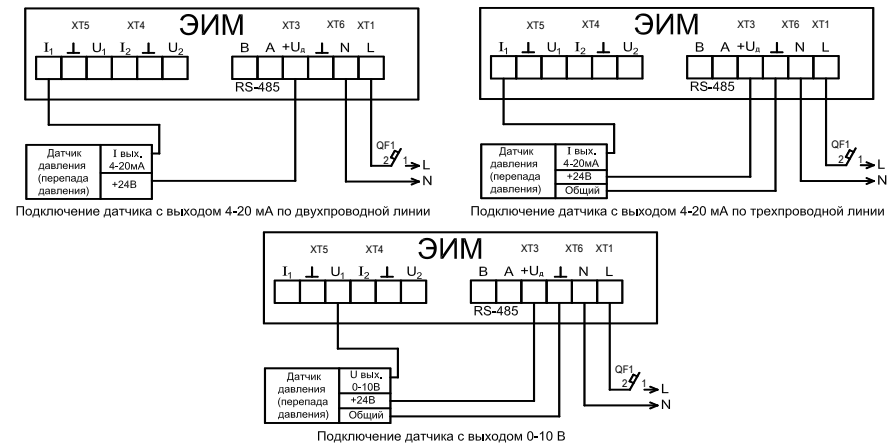 ЭИМ
XT5 XT4 XT3 XT6 XT1
I₁ ⊥ U₁ I₂ ⊥ U₂ B A +Uд ⊥ N L
RS-485
Датчик давления (перепада давления)
I вых. 4-20мА
+24В
QF1
2 1 L
N
Подключение датчика с выходом 4-20 мА по двухпроводной линии
ЭИМ
XT5 XT4 XT3 XT6 XT1
I₁ ⊥ U₁ I₂ ⊥ U₂ B A +Uд ⊥ N L
RS-485
Датчик давления (перепада давления)
I вых. 4-20мА
+24В
Общий
QF1
2 1 L
N
Подключение датчика с выходом 4-20 мА по трехпроводной линии
ЭИМ
XT5 XT4 XT3 XT6 XT1
I₁ ⊥ U₁ I₂ ⊥ U₂ B A +Uд ⊥ N L
RS-485
Датчик давления (перепада давления)
U вых. 0-10В
+24В
Общий
QF1
2 1 L
N
Подключение датчика с выходом 0-10 В